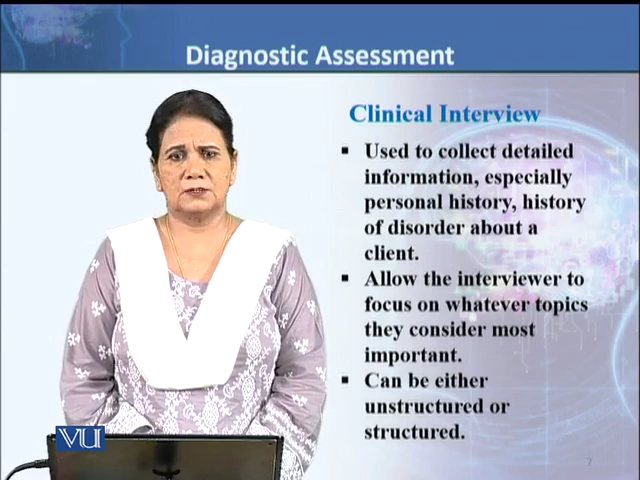 Diagnostic Assessment
Clinical Interview
▪ Used to collect detailed
information, especially
personal history, history
of disorder about a
client.
▪ Allow the interviewer to
focus on whatever topics
they consider most
important.
▪ Can be either
unstructured or
structured.
VU
7